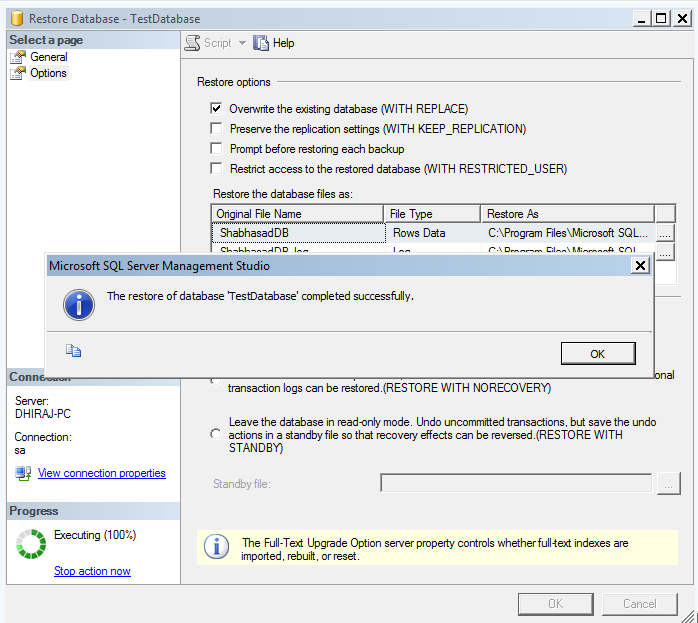 Restore Database - TestDatabase
Select a page
General
Options
Script
Help
Restore options
Overwrite the existing database (WITH REPLACE)
Preserve the replication settings (WITH KEEP_REPLICATION)
Prompt before restoring each backup
Restrict access to the restored database (WITH RESTRICTED_USER)
Restore the database files as:
Original File Name File Type Restore As
ShabhasadDB Rows Data C:\Program Files\Microsoft SQL... ....
ShabhasadDB_log Log C:\Program Files\Microsoft SQL... ....
Microsoft SQL Server Management Studio
The restore of database 'TestDatabase' completed successfully.
OK
Connection
Server:
DHIRAJ-PC
Connection:
sa
View connection properties
onal
transaction logs can be restored.(RESTORE WITH NORECOVERY)
Leave the database in read-only mode. Undo uncommitted transactions, but save the undo
actions in a standby file so that recovery effects can be reversed.(RESTORE WITH
STANDBY)
Standby file:
...
Progress
Executing (100%)
Stop action now
The Full-Text Upgrade Option server property controls whether full-text indexes are
imported, rebuilt, or reset.
OK
Cancel